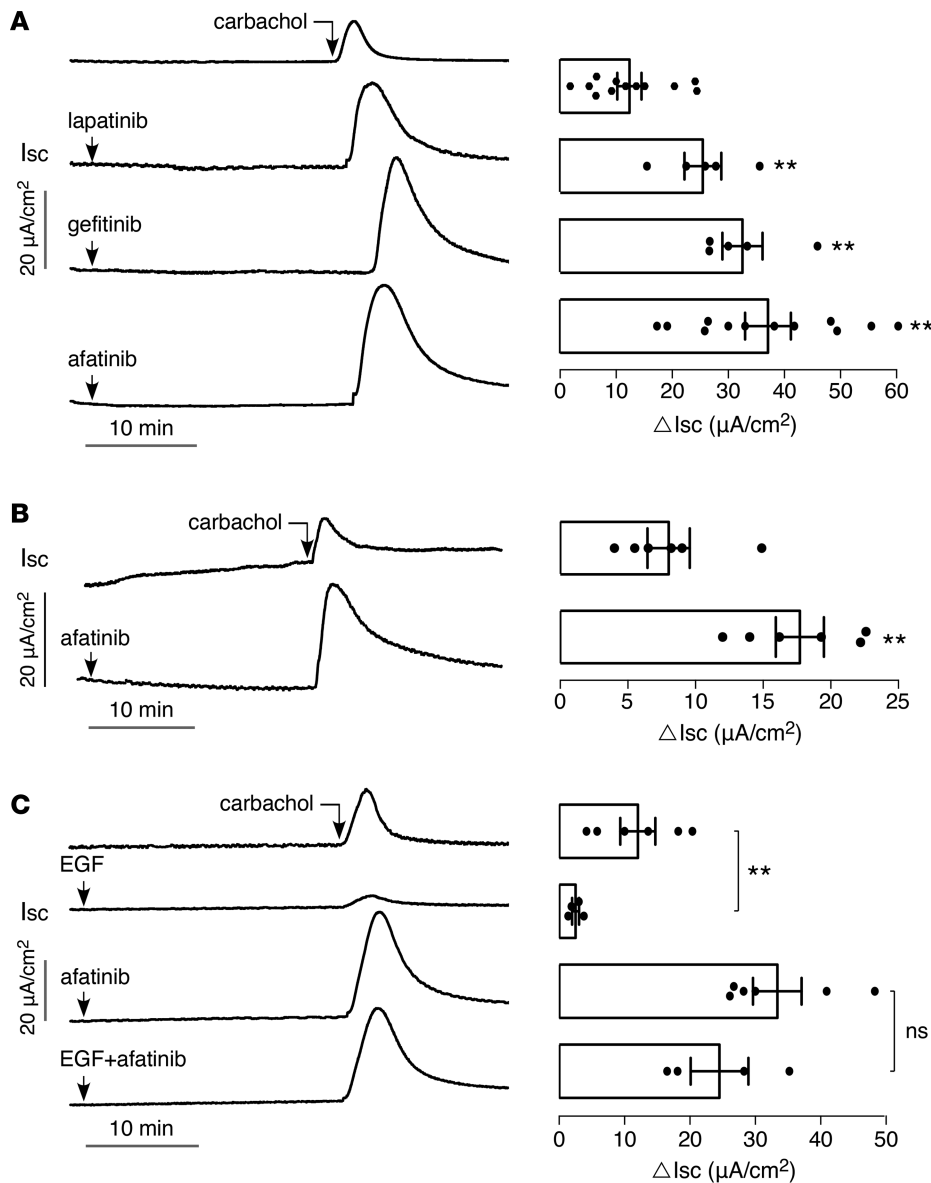 A
carbachol
lapatinib
Isc
20 µA/cm²
gefitinib
afatinib
10 min
**
**
**
0 10 20 30 40 50 60
△Isc (µA/cm²)
B
carbachol
Isc
20 µA/cm²
afatinib
10 min
**
0 5 10 15 20 25
△Isc (µA/cm²)
C
carbachol
EGF
Isc
20 µA/cm²
afatinib
EGF+afatinib
10 min
**
ns
0 10 20 30 40 50
△Isc (µA/cm²)